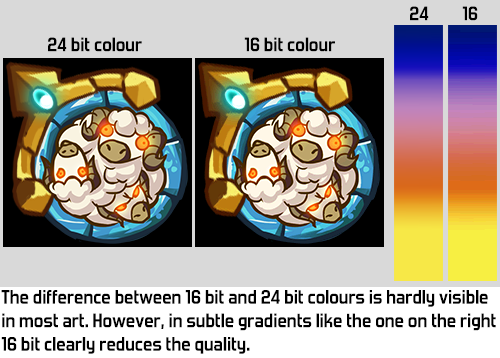 24 bit colour
16 bit colour
24
16
The difference between 16 bit and 24 bit colours is hardly visible
in most art. However, in subtle gradients like the one on the right
16 bit clearly reduces the quality.